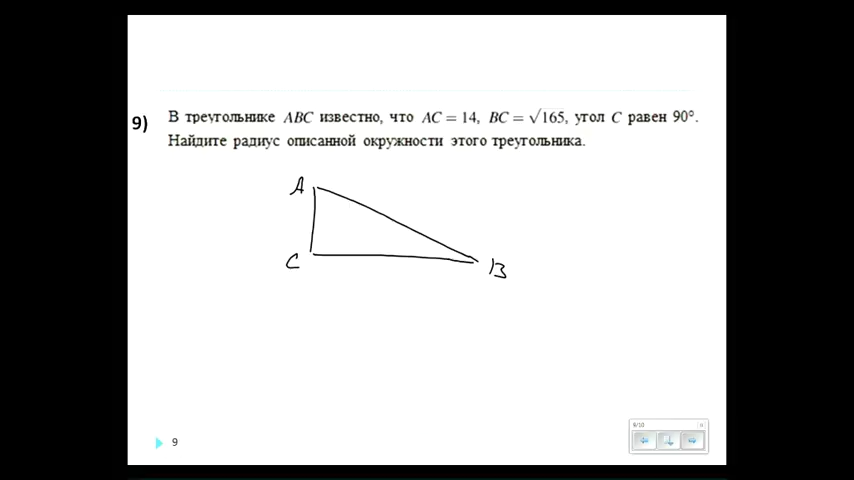 9) В треугольнике ABC известно, что AC = 14, BC = √165, угол C равен 90°.
Найдите радиус описанной окружности этого треугольника.
A
C
B
9
9/10